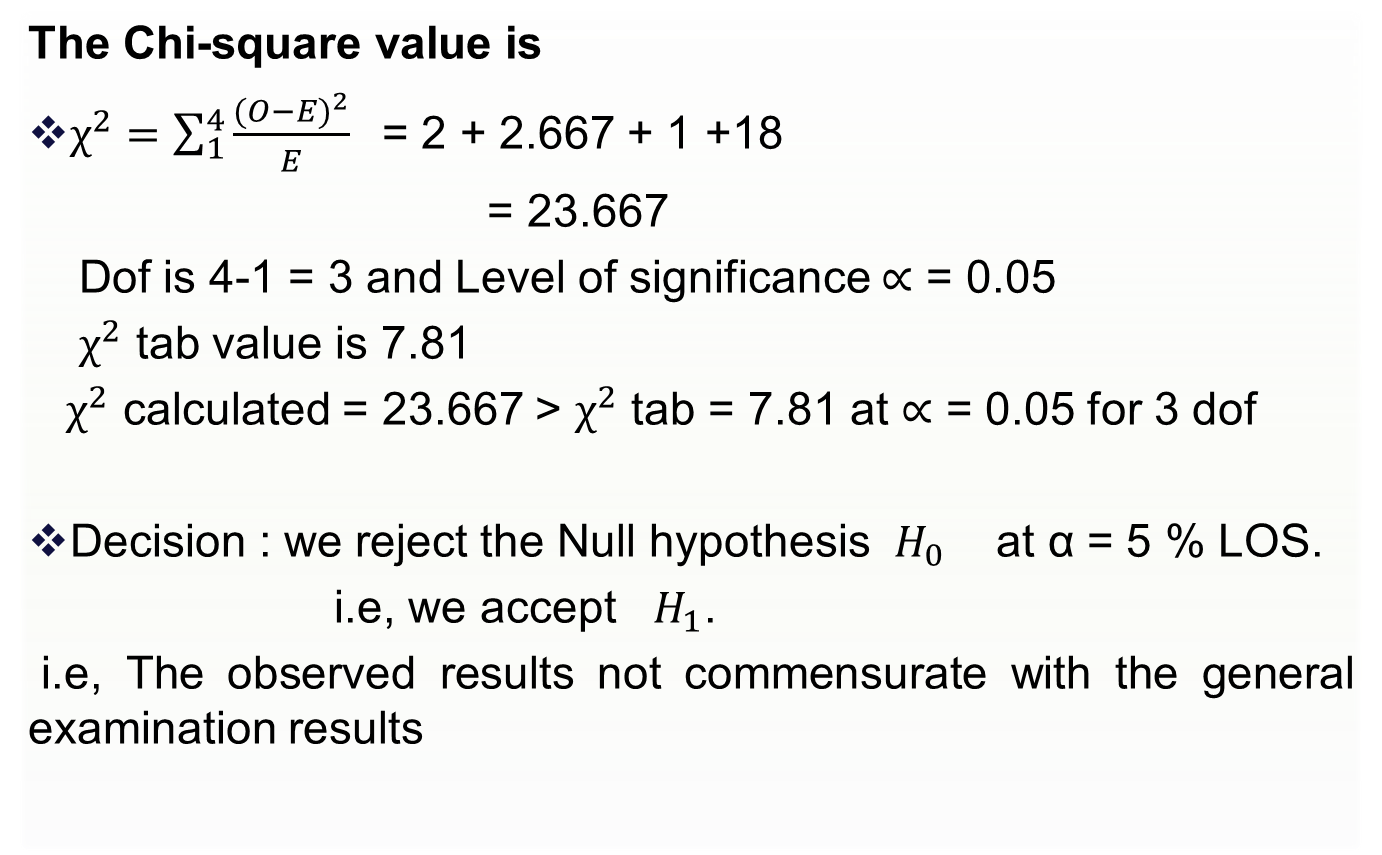 The Chi-square value is
❖χ² = ∑₁⁴ (O−E)²/E = 2 + 2.667 + 1 +18
= 23.667
Dof is 4-1 = 3 and Level of significance ∝ = 0.05
χ² tab value is 7.81
χ² calculated = 23.667 > χ² tab = 7.81 at ∝ = 0.05 for 3 dof
❖Decision : we reject the Null hypothesis H₀ at α = 5 % LOS.
i.e, we accept H₁.
i.e, The observed results not commensurate with the general
examination results